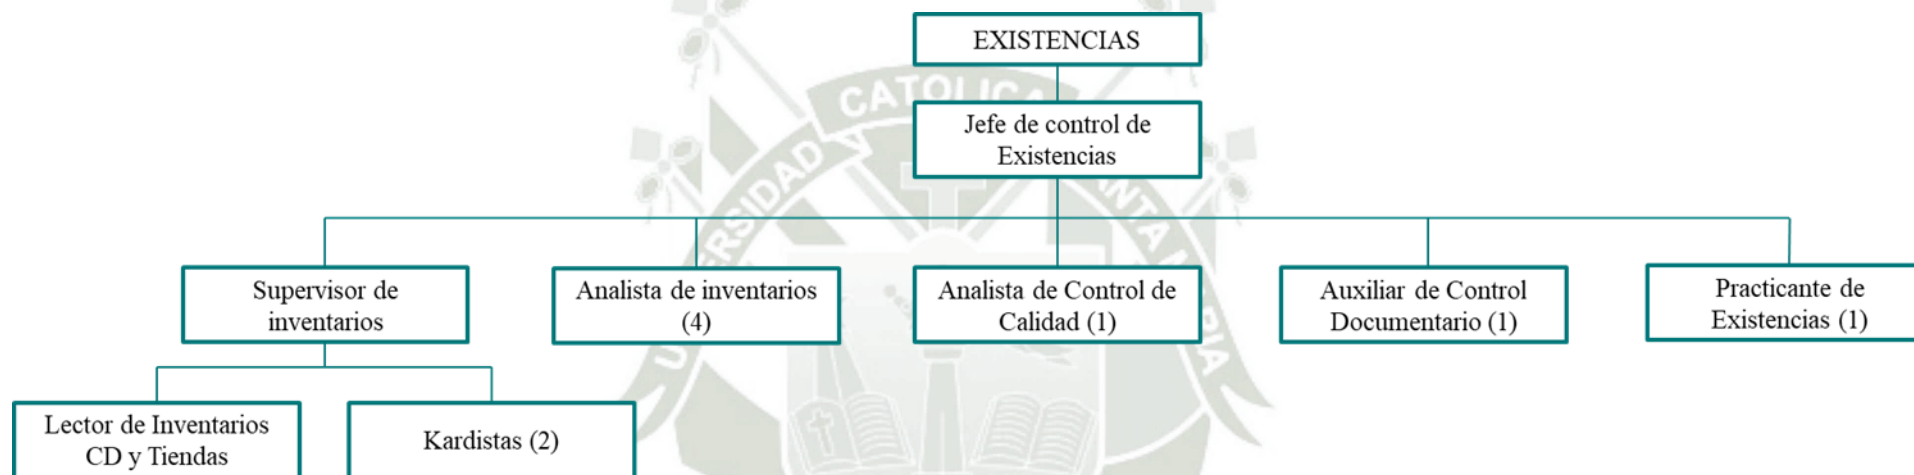 EXISTENCIAS
Jefe de control de
Existencias
Supervisor de
inventarios
Analista de inventarios
(4)
Analista de Control de
Calidad (1)
Auxiliar de Control
Documentario (1)
Practicante de
Existencias (1)
Lector de Inventarios
CD y Tiendas
Kardistas (2)
CATOLICA